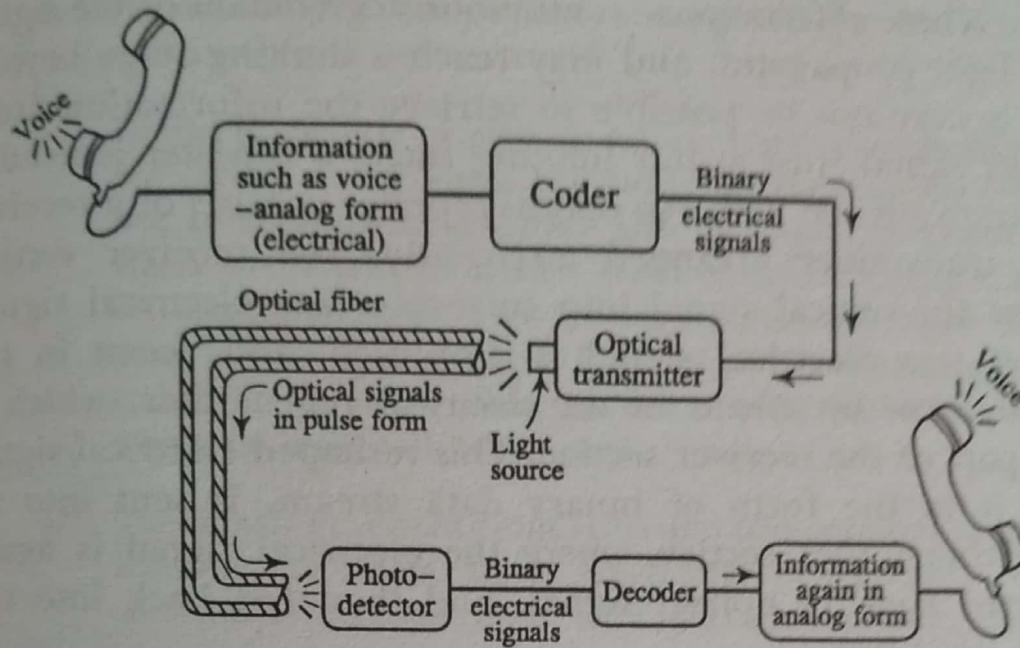 Voice
Information
such as voice
–analog form
(electrical)
Coder
Binary
electrical
signals
Optical fiber
Optical signals
in pulse form
Light
source
Optical
transmitter
Voice
Photo–
detector
Binary
electrical
signals
Decoder
Information
again in
analog form